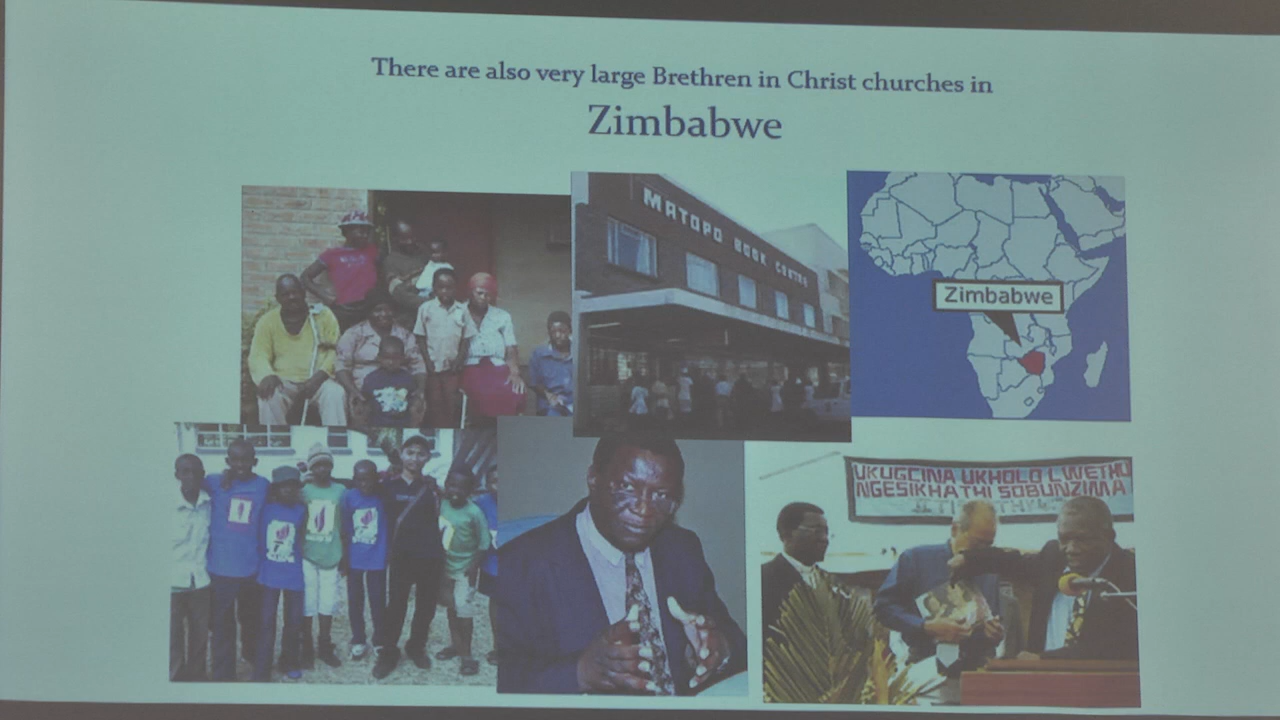 There are also very large Brethren in Christ churches in
Zimbabwe
MATOPO BOOK CENTRE
Zimbabwe
UKUGCINA UKHOLO LWETHU
NGESIKHATHI SOBUNZIMA